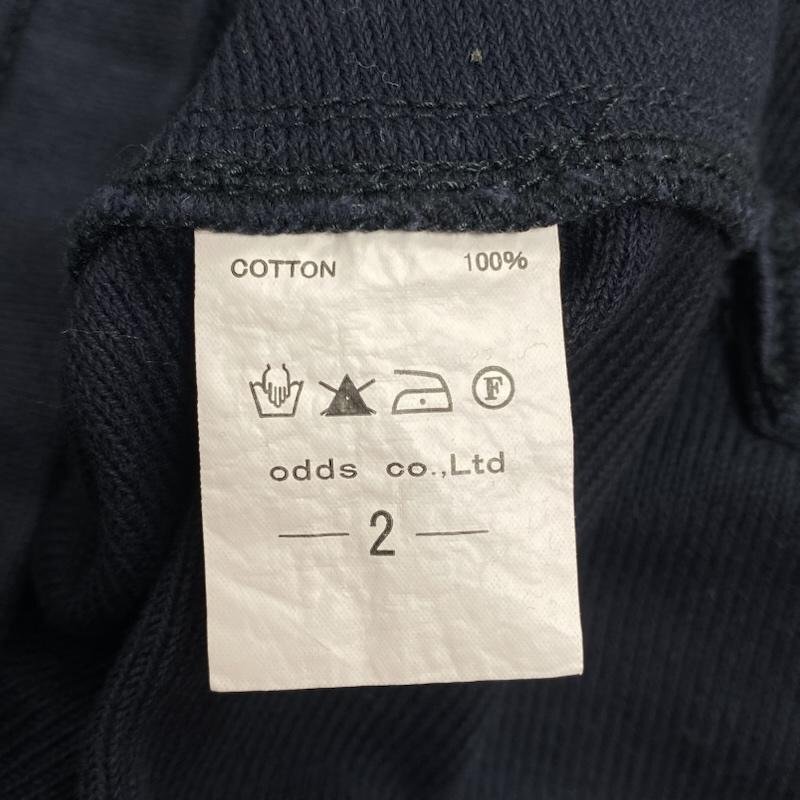 COTTON 100%
F
odds co.,Ltd
2